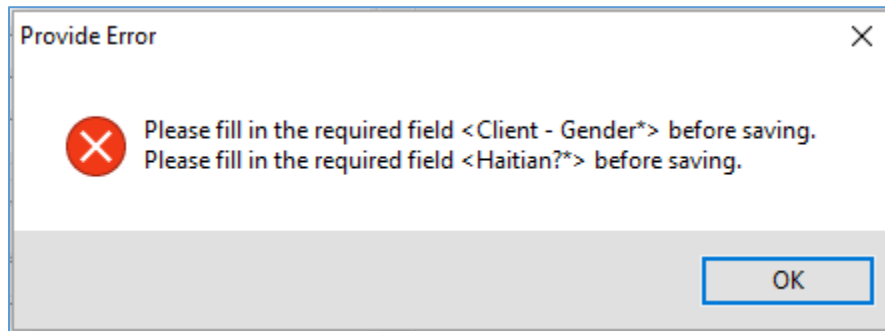 Provide Error
Please fill in the required field <Client - Gender*> before saving.
Please fill in the required field <Haitian?*> before saving.
OK